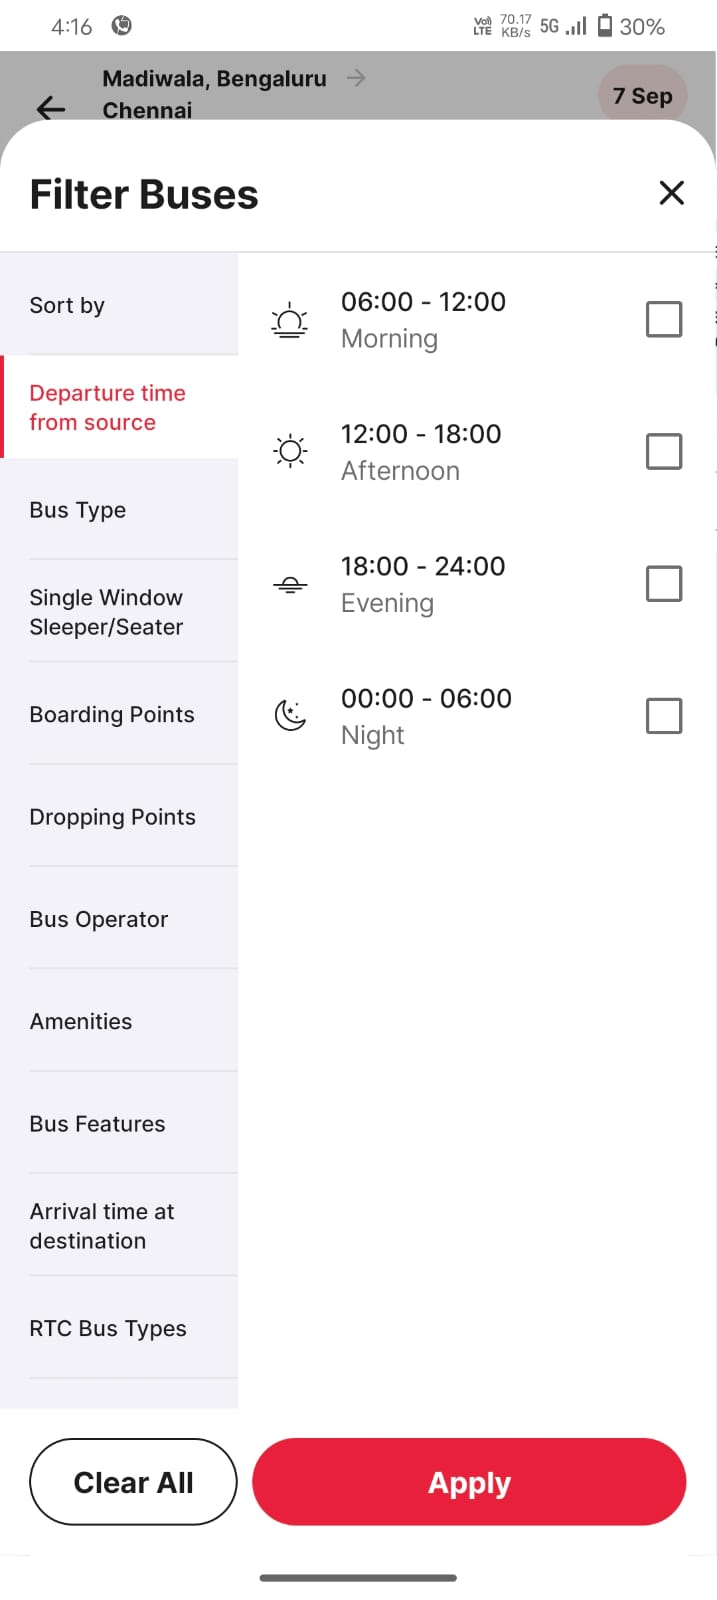 4:16
Vo) LTE 70.17 KB/s 5G 30%
Madiwala, Bengaluru →
Chennai
7 Sep
Filter Buses
Sort by
Departure time
from source
Bus Type
Single Window
Sleeper/Seater
Boarding Points
Dropping Points
Bus Operator
Amenities
Bus Features
Arrival time at
destination
RTC Bus Types
06:00 - 12:00
Morning
12:00 - 18:00
Afternoon
18:00 - 24:00
Evening
00:00 - 06:00
Night
Clear All
Apply